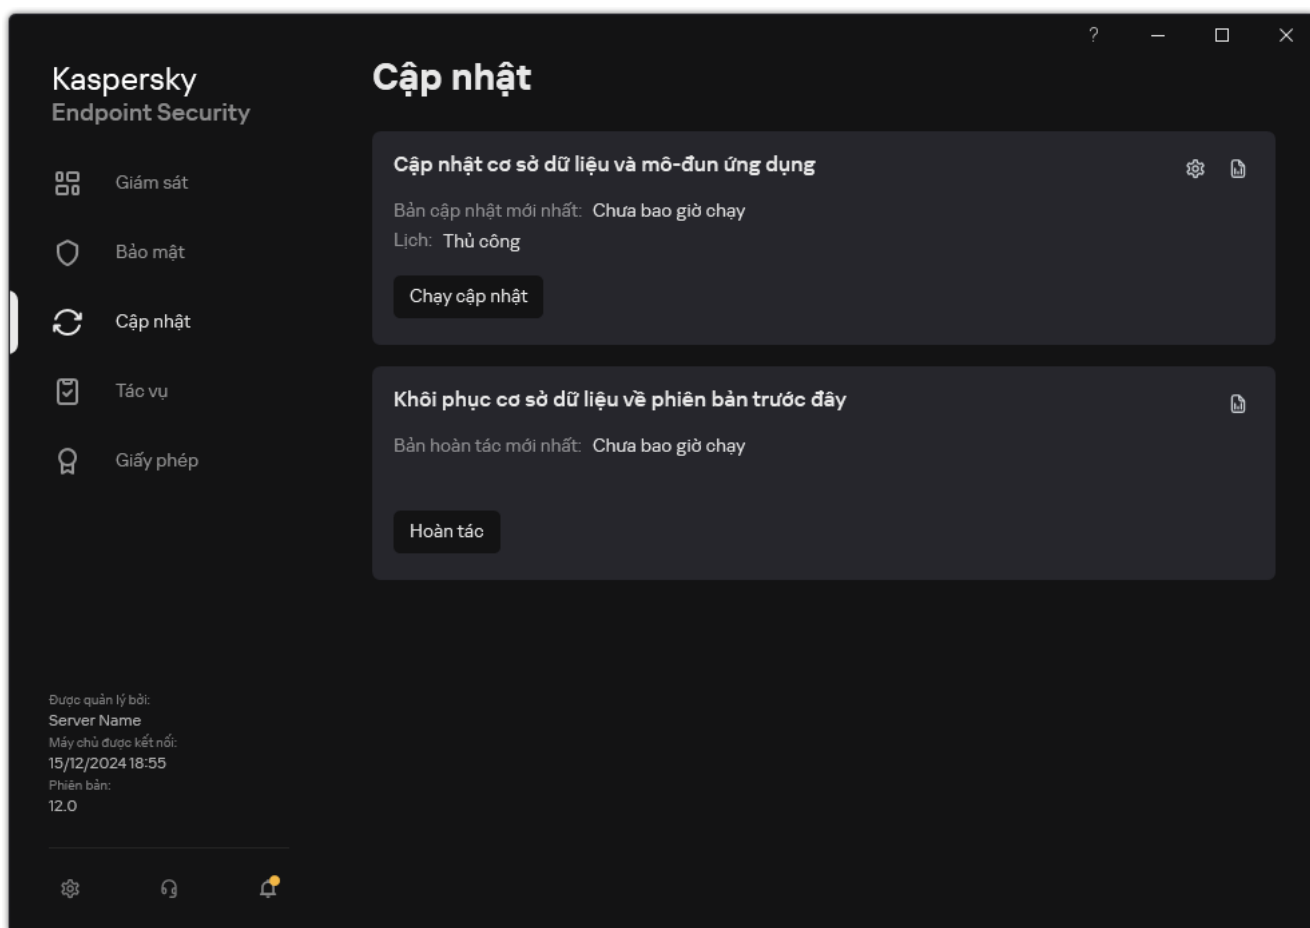 ?
Kaspersky
Endpoint Security
Giám sát
Bảo mật
Cập nhật
Tác vụ
Giấy phép
Được quản lý bởi:
Server Name
Máy chủ được kết nối:
15/12/2024 18:55
Phiên bản:
12.0
Cập nhật
Cập nhật cơ sở dữ liệu và mô-đun ứng dụng
Bản cập nhật mới nhất: Chưa bao giờ chạy
Lịch: Thủ công
Chạy cập nhật
Khôi phục cơ sở dữ liệu về phiên bản trước đây
Bản hoàn tác mới nhất: Chưa bao giờ chạy
Hoàn tác